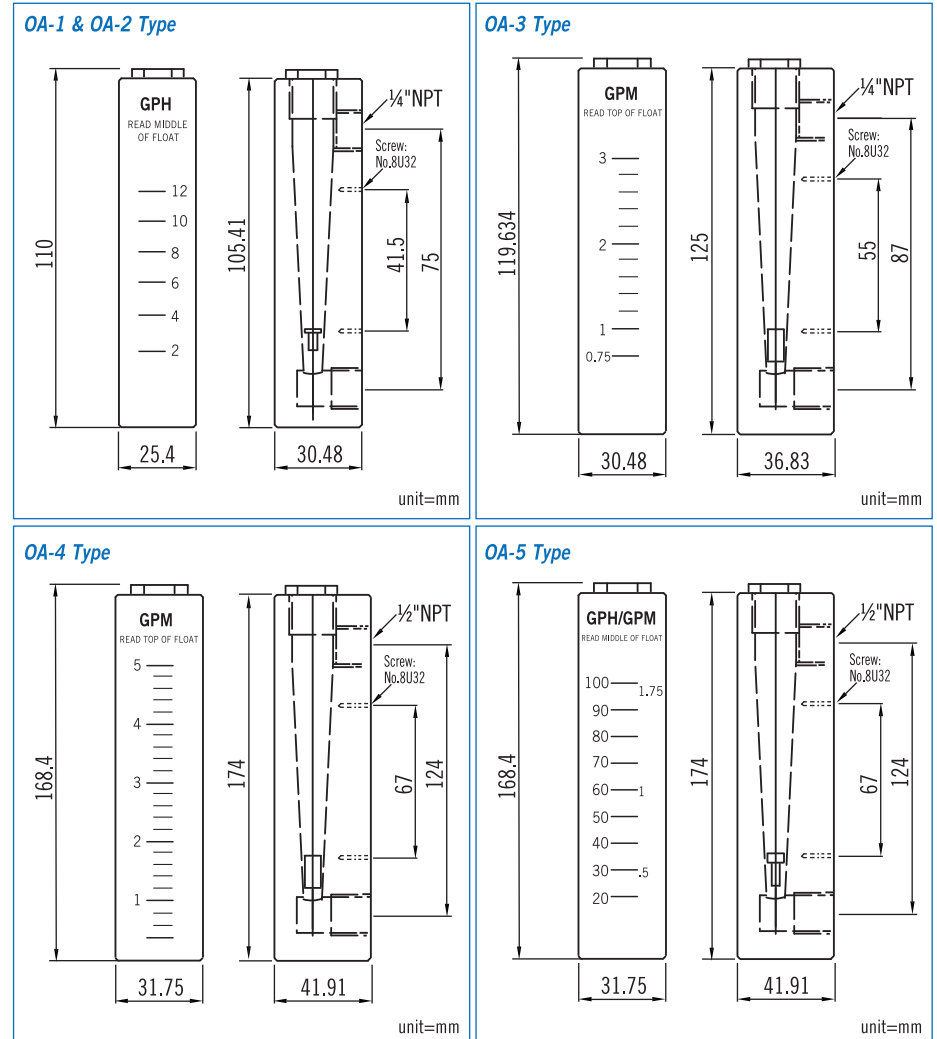 OA-1 & OA-2 Type
GPH
READ MIDDLE
OF FLOAT
12
10
8
6
4
2
110
25.4
105.41
30.48
¼"NPT
Screw:
No.8U32
41.5
75
unit=mm
OA-3 Type
GPM
READ TOP OF FLOAT
3
2
1
0.75
119.634
30.48
125
36.83
¼"NPT
Screw:
No.8U32
55
87
unit=mm
OA-4 Type
GPM
READ TOP OF FLOAT
5
4
3
2
1
168.4
31.75
174
41.91
½"NPT
Screw:
No.8U32
67
124
unit=mm
OA-5 Type
GPH/GPM
READ MIDDLE OF FLOAT
100 1.75
90
80
70
60 1
50
40
30 .5
20
168.4
31.75
174
41.91
½"NPT
Screw:
No.8U32
67
124
unit=mm